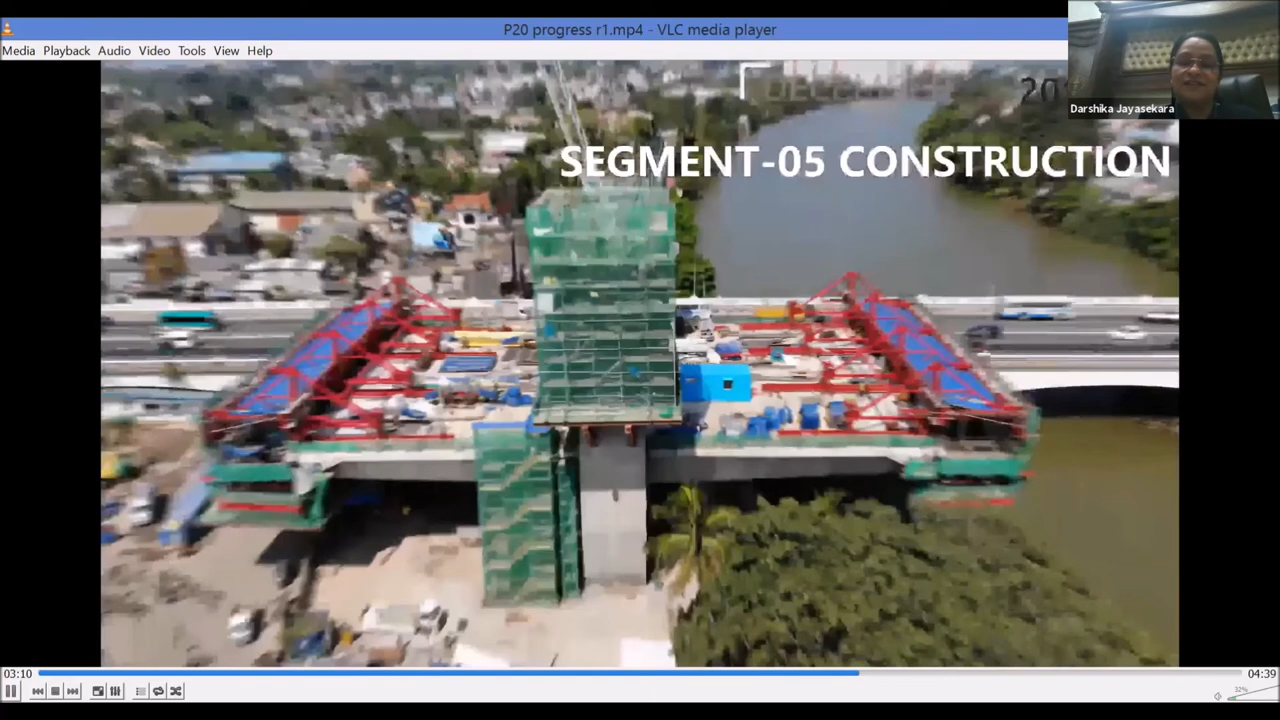 P20 progress r1.mp4 - VLC media player
Media Playback Audio Video Tools View Help
Darshika Jayasekara
SEGMENT-05 CONSTRUCTION
03:10
04:39
32%